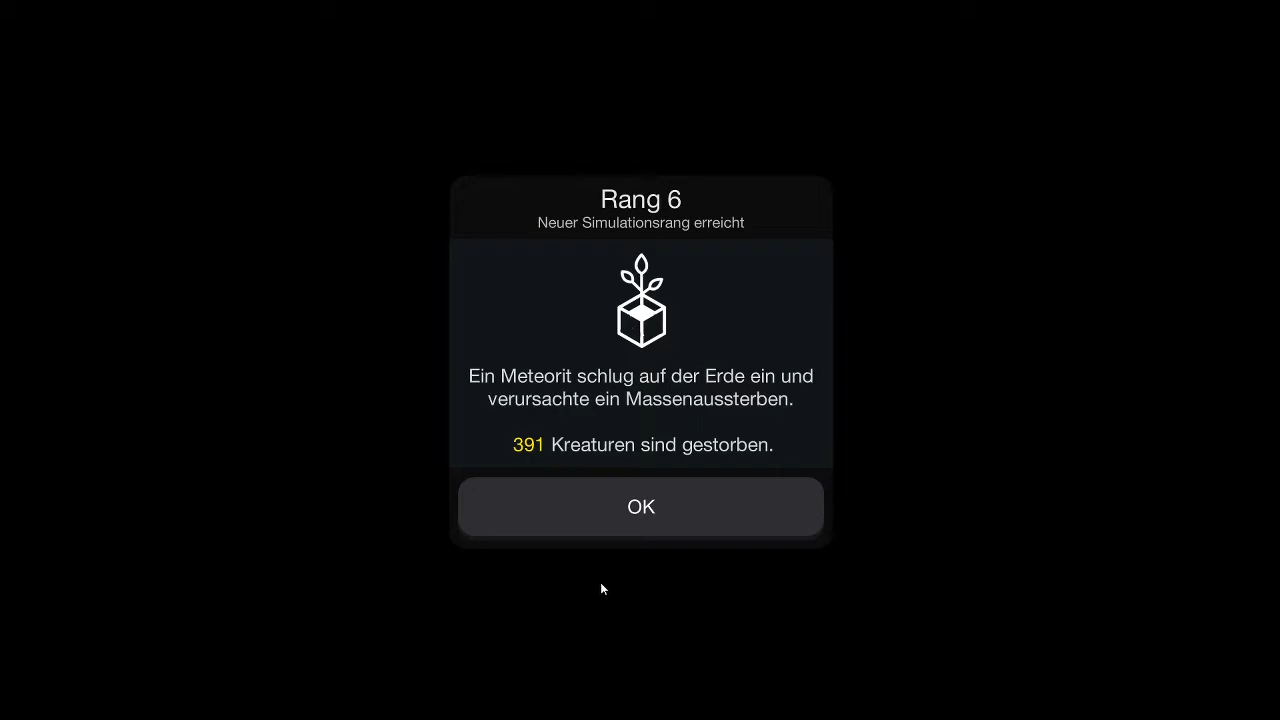 Rang 6
Neuer Simulationsrang erreicht
Ein Meteorit schlug auf der Erde ein und
verursachte ein Massenaussterben.
391 Kreaturen sind gestorben.
OK